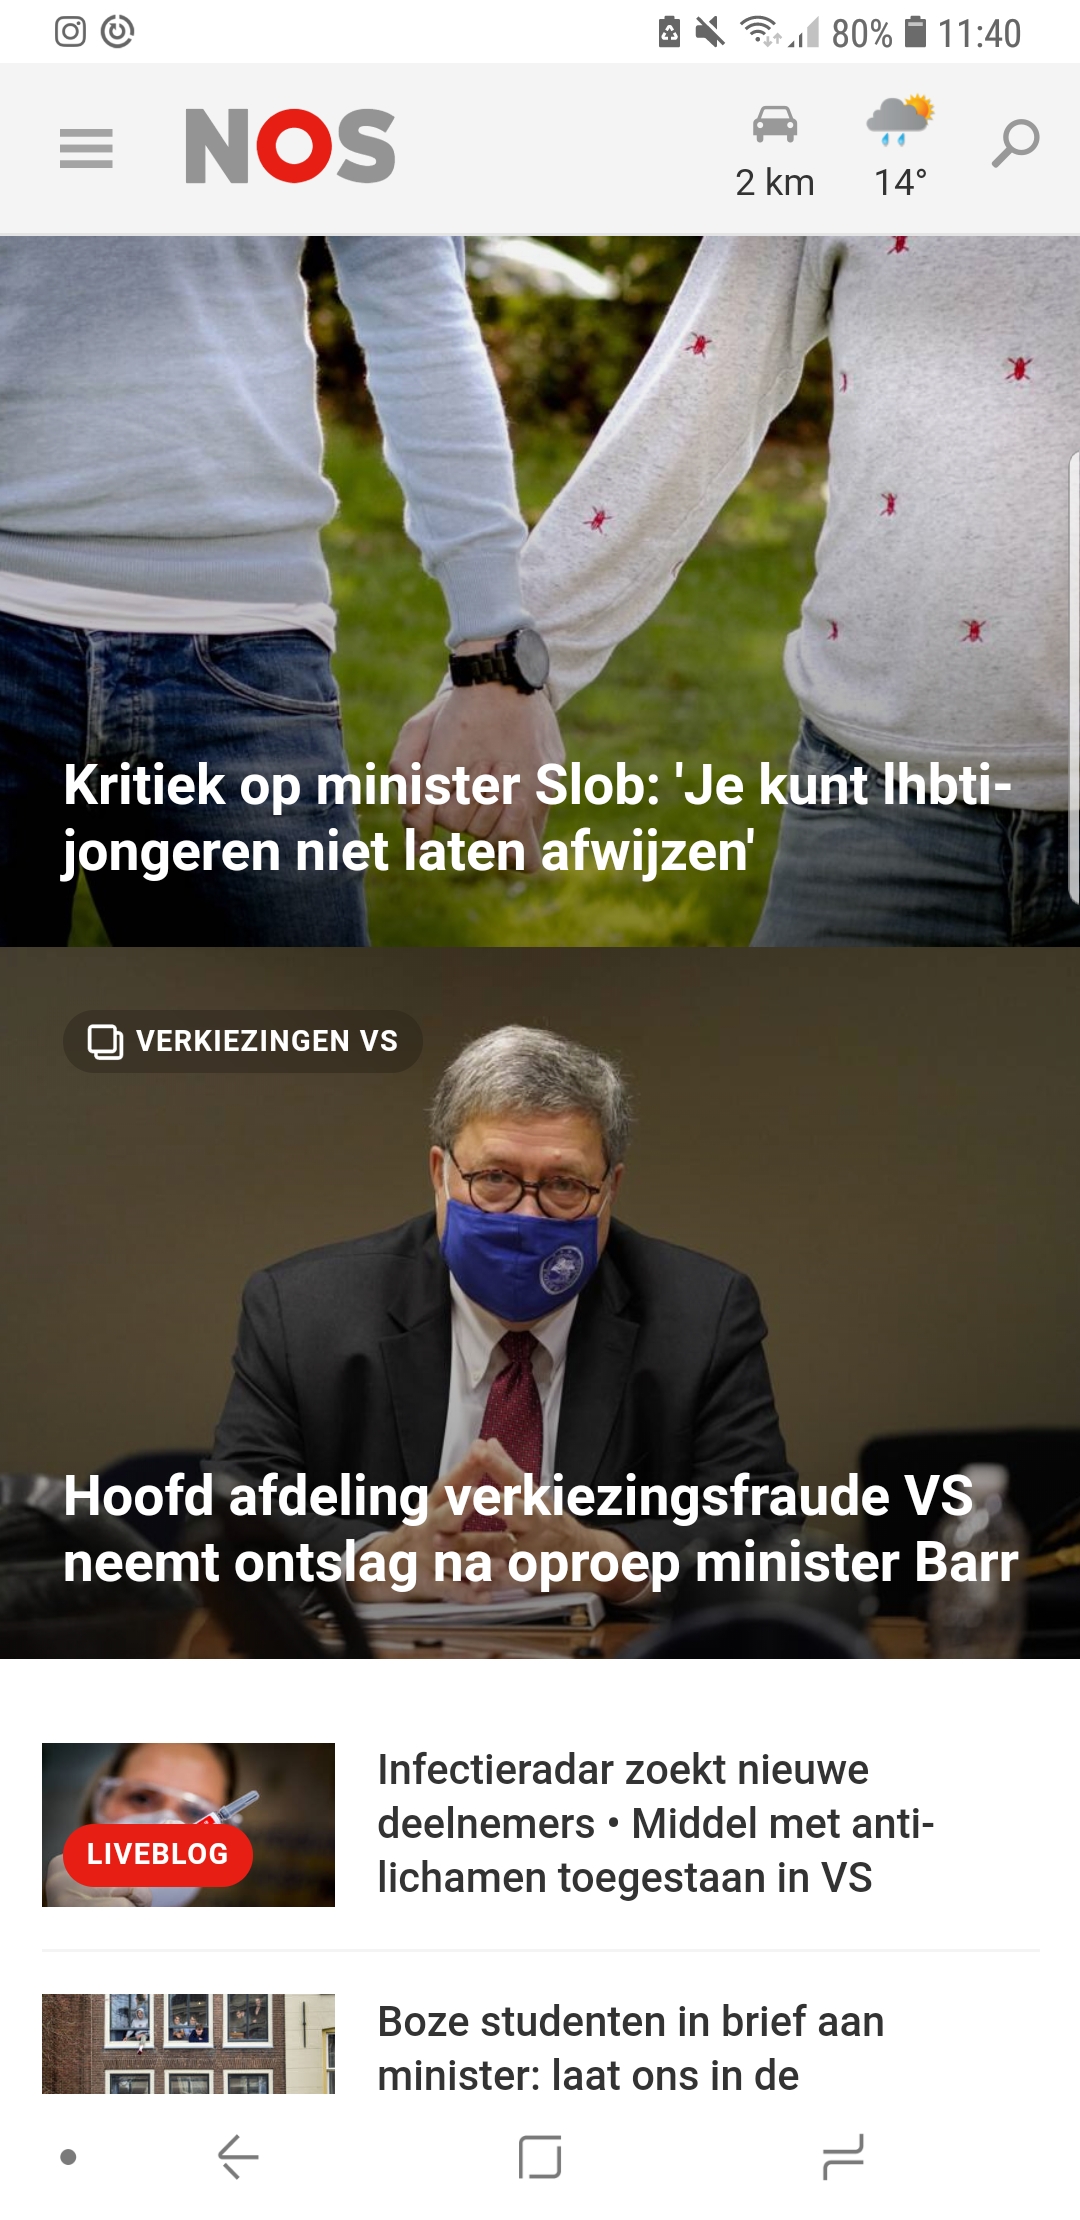 80% 11:40
NOS
2 km 14°
Kritiek op minister Slob: 'Je kunt lhbti-
jongeren niet laten afwijzen'
VERKIEZINGEN VS
Hoofd afdeling verkiezingsfraude VS
neemt ontslag na oproep minister Barr
LIVEBLOG
Infectieradar zoekt nieuwe
deelnemers • Middel met anti-
lichamen toegestaan in VS
Boze studenten in brief aan
minister: laat ons in de